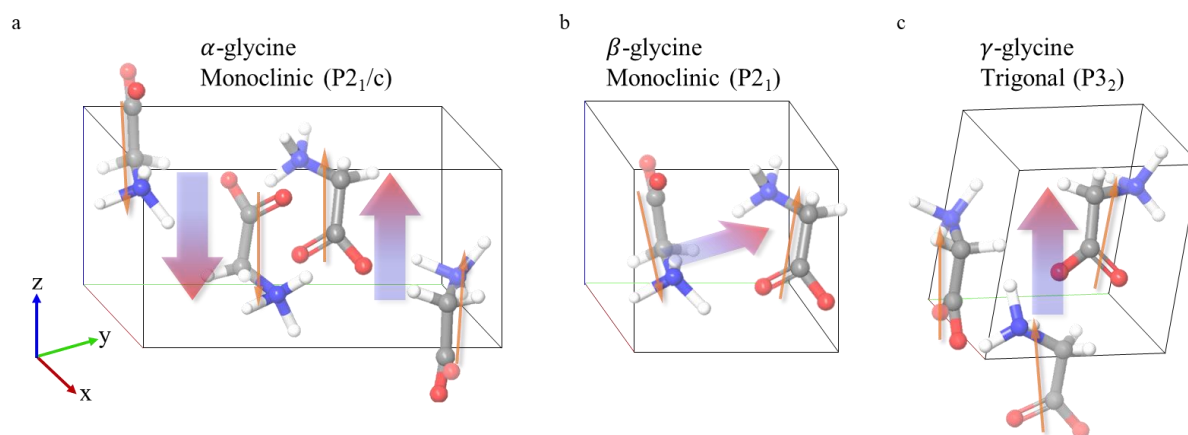 a
α-glycine
Monoclinic (P2₁/c)
b
β-glycine
Monoclinic (P2₁)
c
γ-glycine
Trigonal (P3₂)
z
y
x